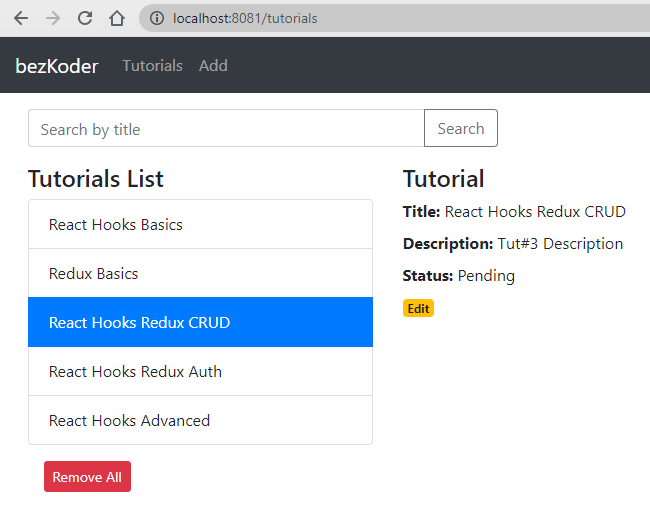 localhost:8081/tutorials
bezKoder Tutorials Add
Search by title Search
Tutorials List
React Hooks Basics
Redux Basics
React Hooks Redux CRUD
React Hooks Redux Auth
React Hooks Advanced
Remove All
Tutorial
Title: React Hooks Redux CRUD
Description: Tut#3 Description
Status: Pending
Edit